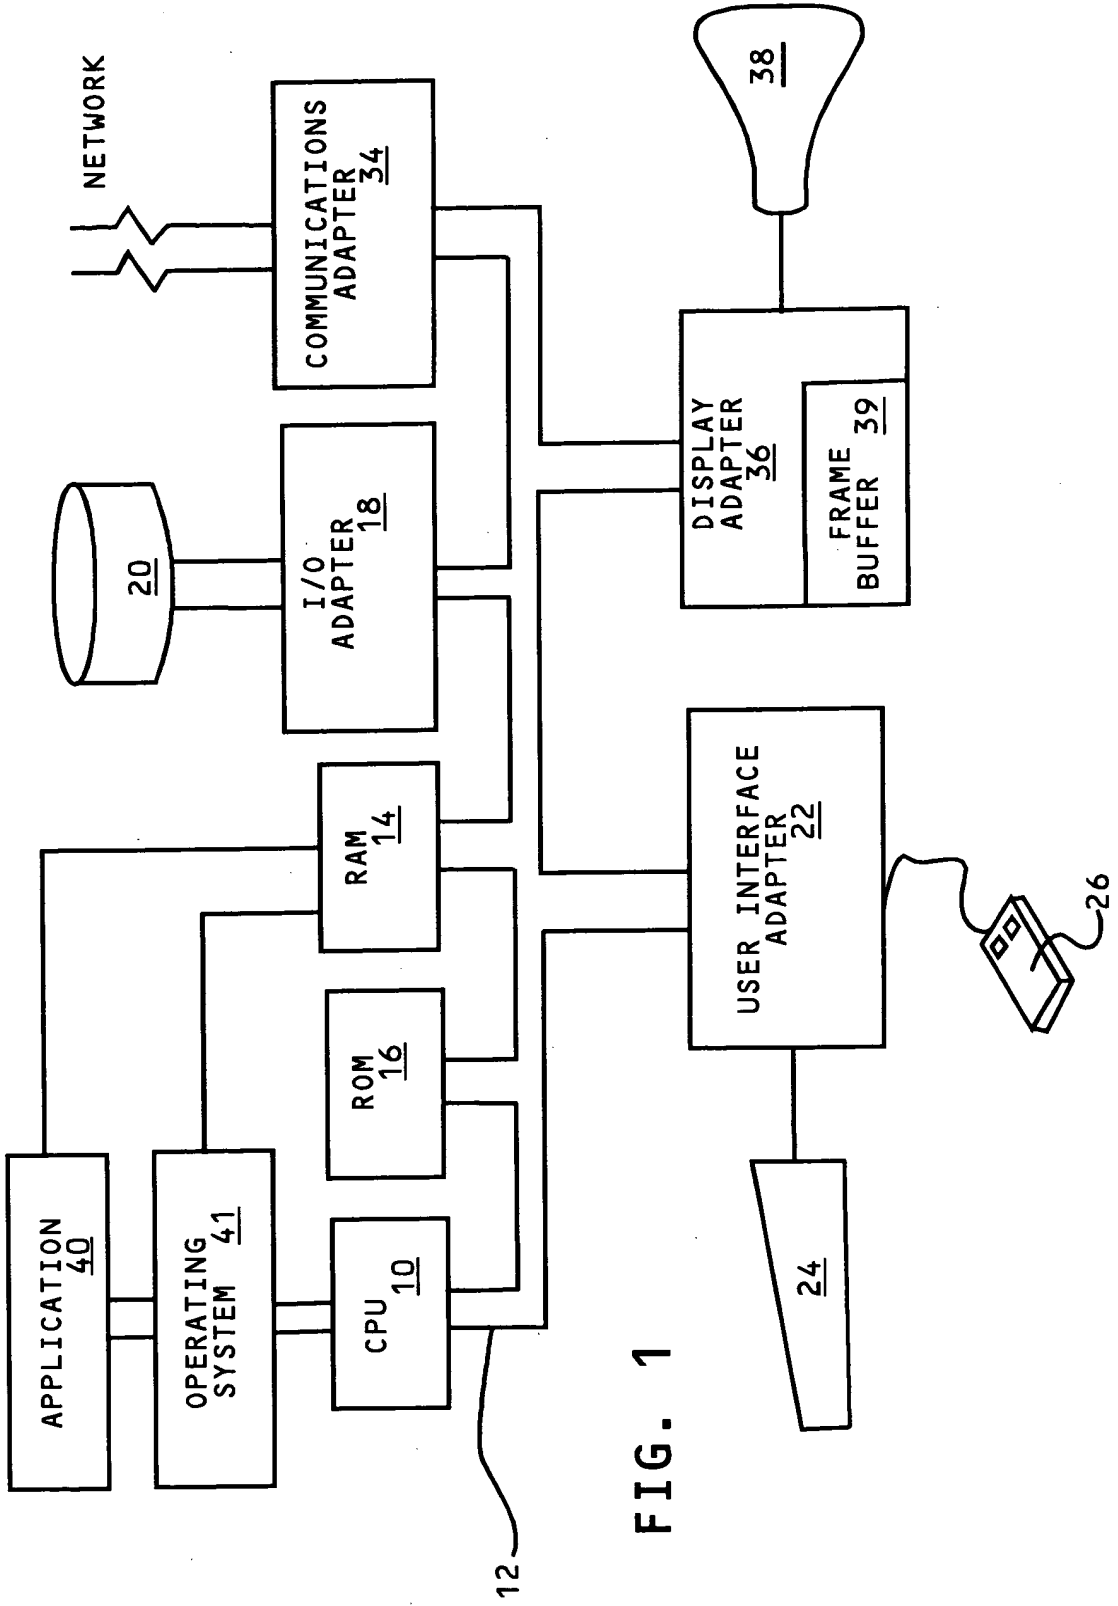 APPLICATION
40
OPERATING
SYSTEM 41
CPU 10
ROM
16
RAM
14
20
I/O
ADAPTER 18
NETWORK
COMMUNICATIONS
ADAPTER
34
12
24
USER INTERFACE
ADAPTER
22
26
DISPLAY
ADAPTER
36
FRAME
BUFFER 39
38
FIG. 1